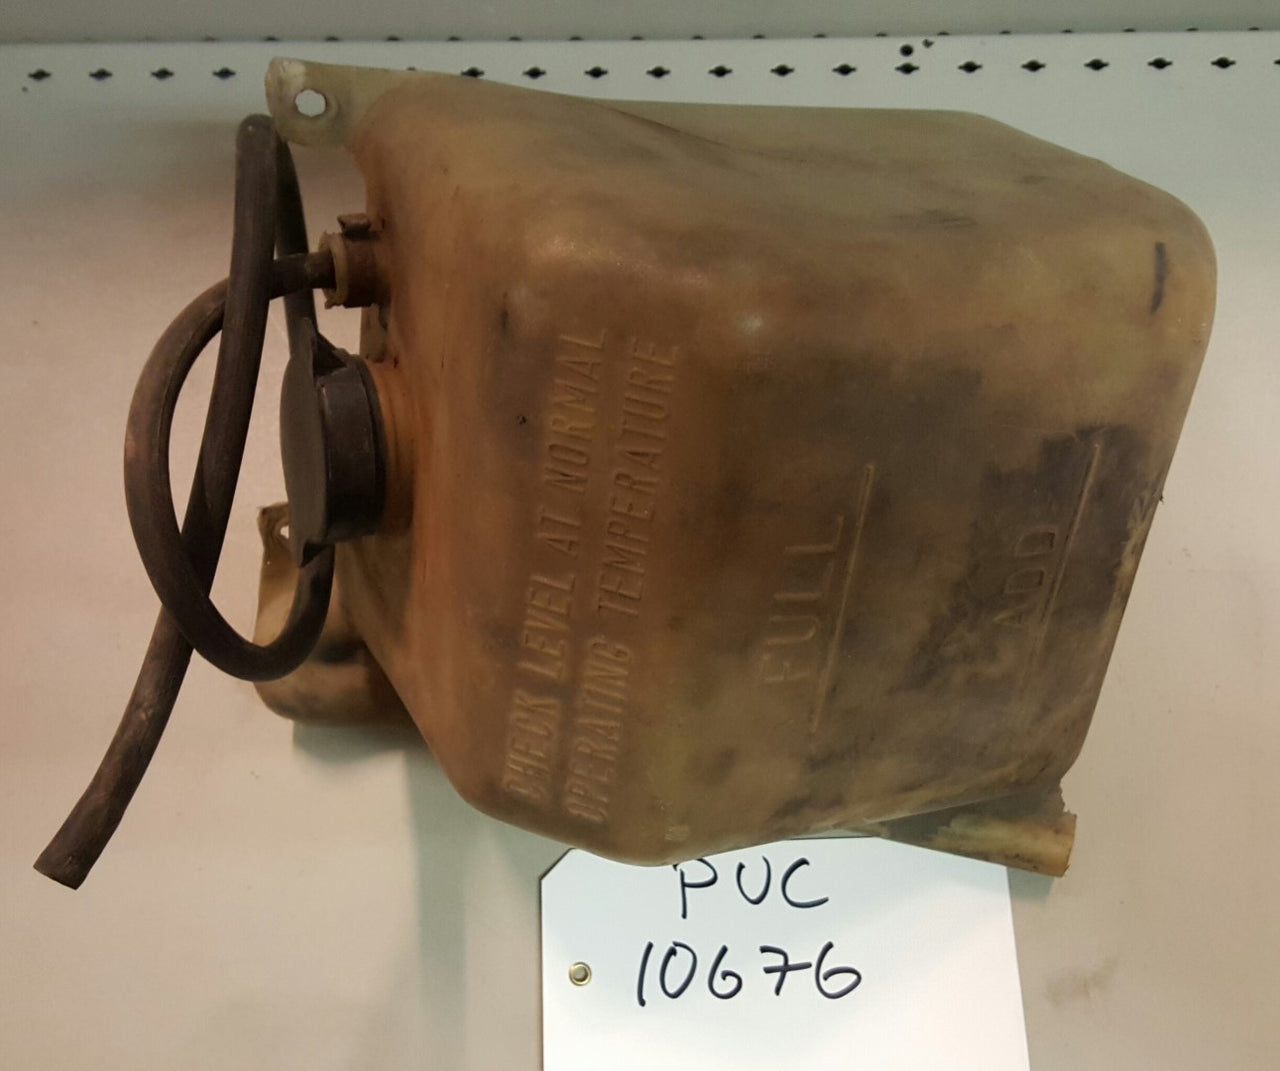 CHECK LEVEL AT NORMAL
OPERATING TEMPERATURE
FULL
ADD
PUC
10676